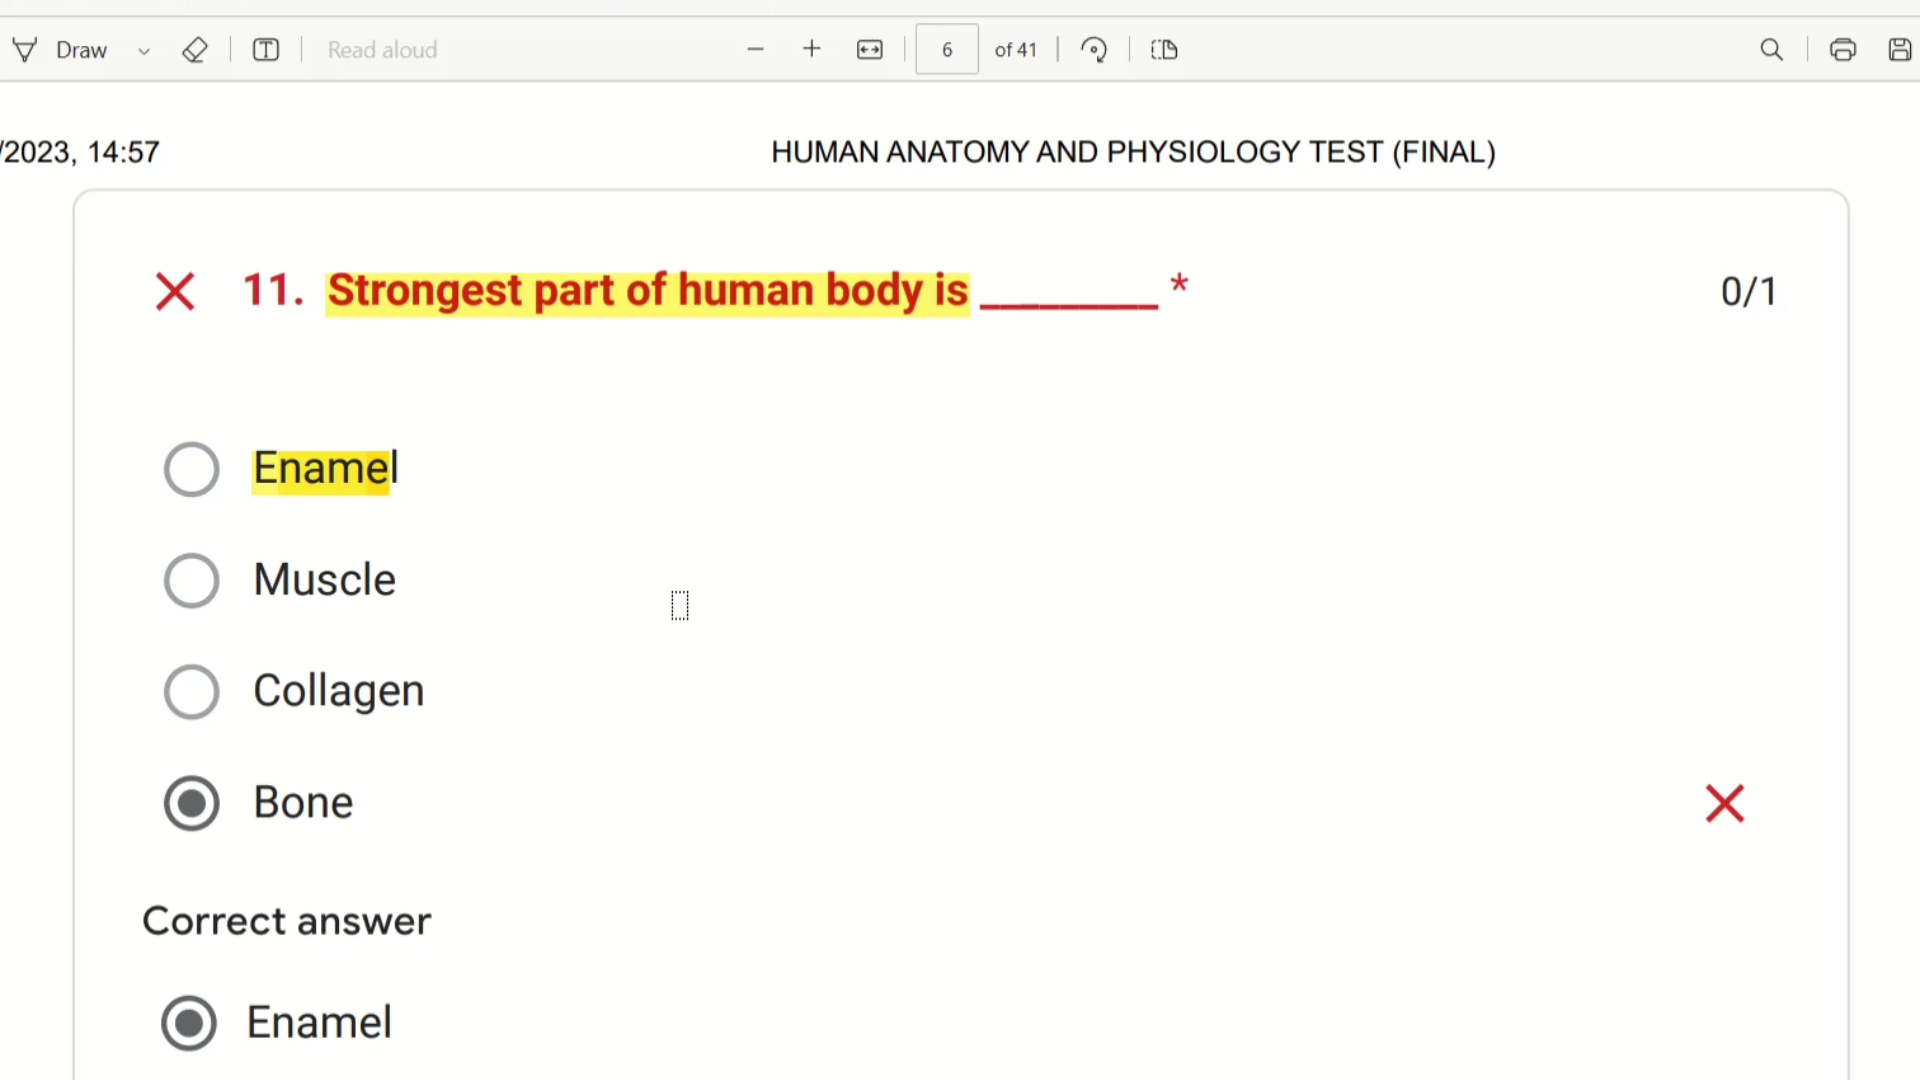 Draw
Read aloud
6 of 41
/2023, 14:57
HUMAN ANATOMY AND PHYSIOLOGY TEST (FINAL)
11. Strongest part of human body is _________ *
0/1
Enamel
Muscle
Collagen
Bone
Correct answer
Enamel